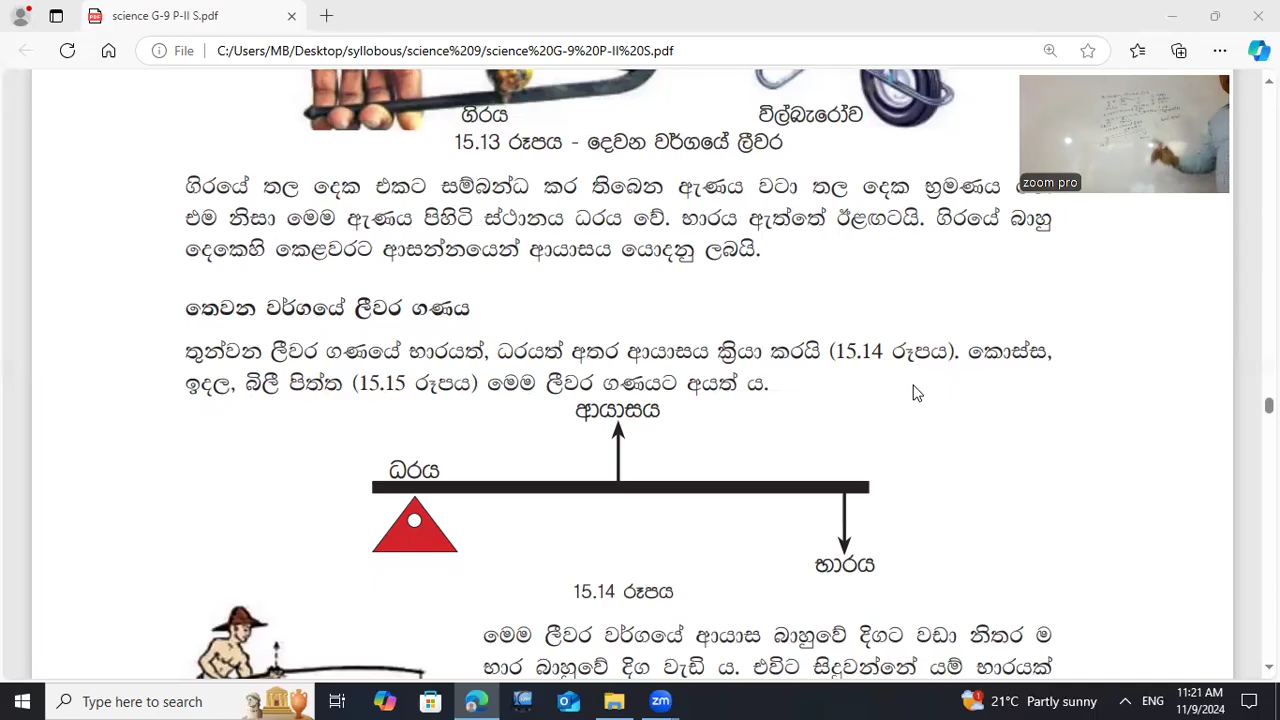 science G-9 P-II S.pdf
File
C:/Users/MB/Desktop/syllobous/science%209/science%20G-9%20P-II%20S.pdf
ගිරය
විල්බැරෝව
15.13 රූපය - දෙවන වර්ගයේ ලීවර
ගිරයේ තල දෙක එකට සම්බන්ධ කර තිබෙන ඇණය වටා තල දෙක භ්‍රමණය
එම නිසා මෙම ඇණය පිහිටි ස්ථානය ධරය වේ. භාරය ඇත්තේ ඊළඟටයි. ගිරයේ බාහු
දෙකෙහි කෙළවරට ආසන්නයෙන් ආයාසය යොදනු ලබයි.
zoom pro
තෙවන වර්ගයේ ලීවර ගණය
තුන්වන ලීවර ගණයේ භාරයත්, ධරයත් අතර ආයාසය ක්‍රියා කරයි (15.14 රූපය). කොස්ස,
ඉදල, බිලී පිත්ත (15.15 රූපය) මෙම ලීවර ගණයට අයත් ය.
ආයාසය
ධරය
භාරය
15.14 රූපය
මෙම ලීවර වර්ගයේ ආයාස බාහුවේ දිගට වඩා නිතර ම
භාර බාහුවේ දිග වැඩි ය. එවිට සිදුවන්නේ යම් භාරයක්
Type here to search
21°C Partly sunny
ENG
11:21 AM
11/9/2024